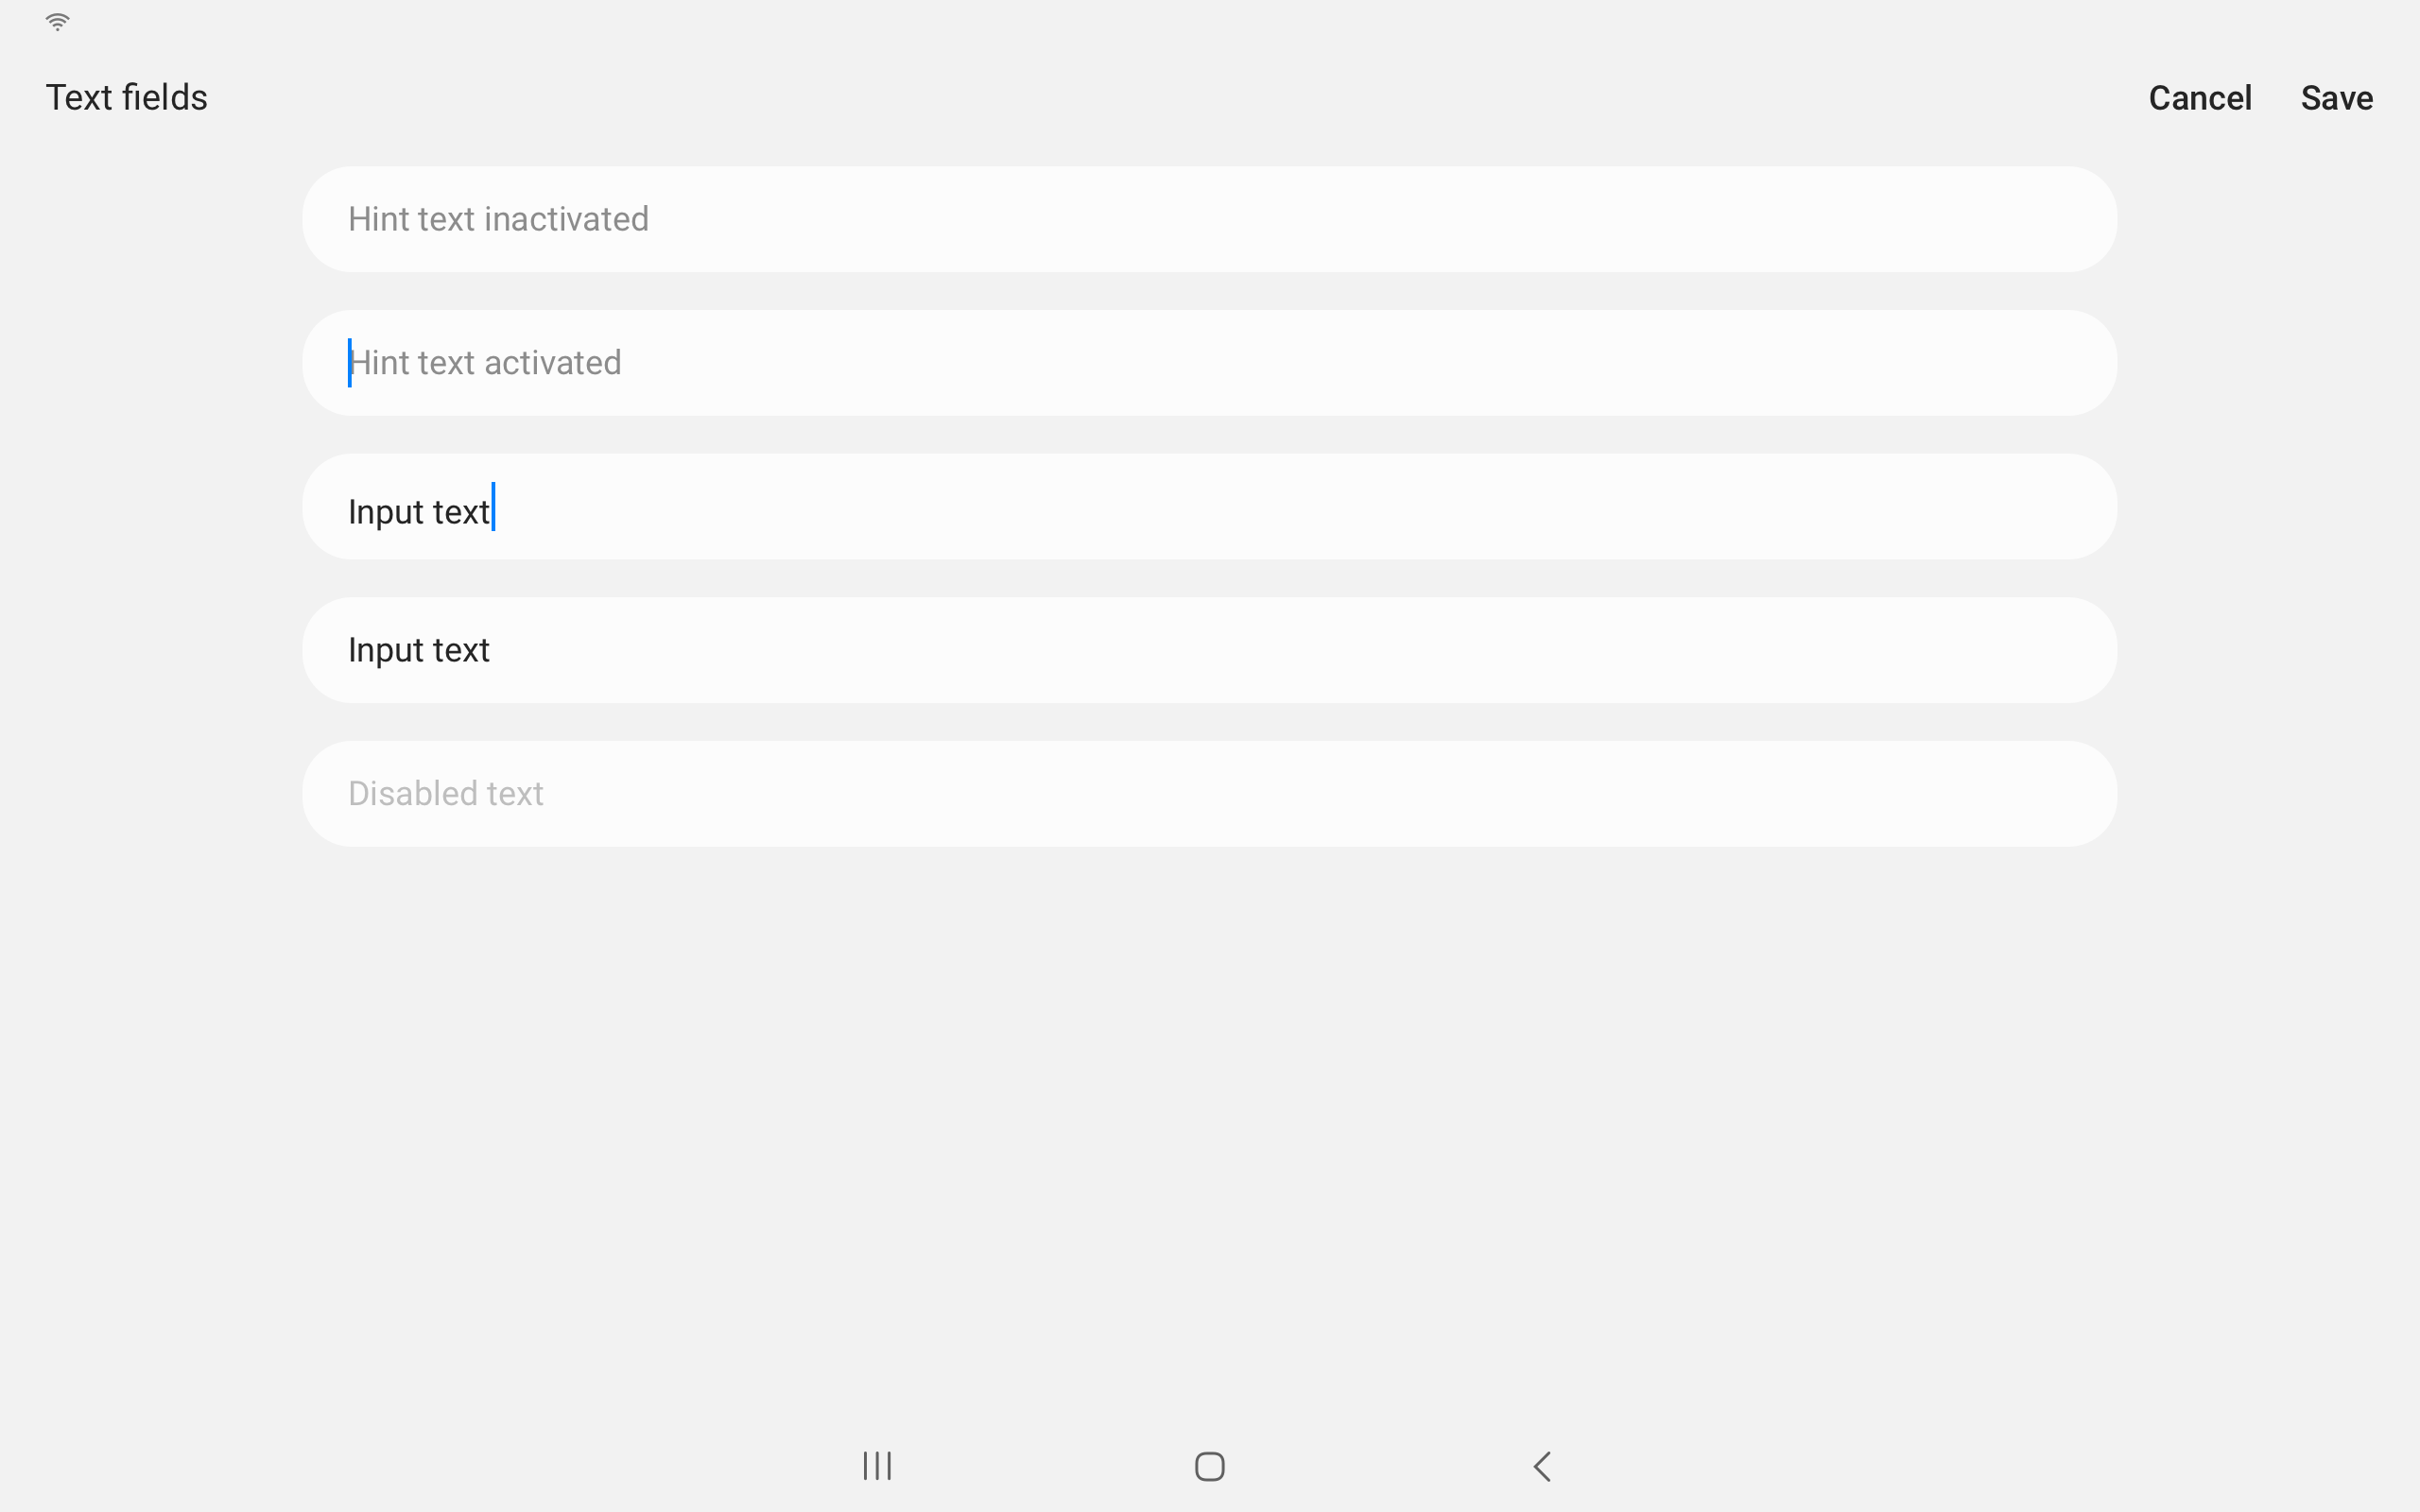 Text fields
Cancel Save
Hint text inactivated
Hint text activated
Input text
Input text
Disabled text